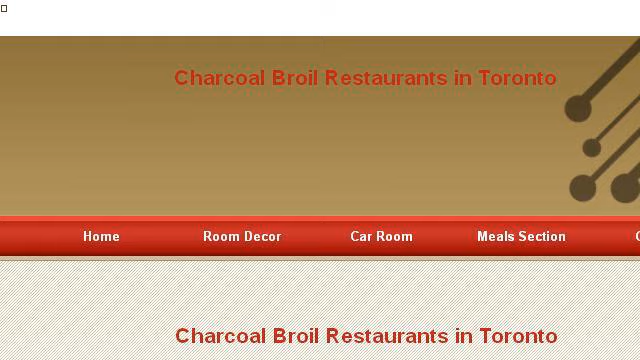 Charcoal Broil Restaurants in Toronto
Home Room Decor Car Room Meals Section
Charcoal Broil Restaurants in Toronto